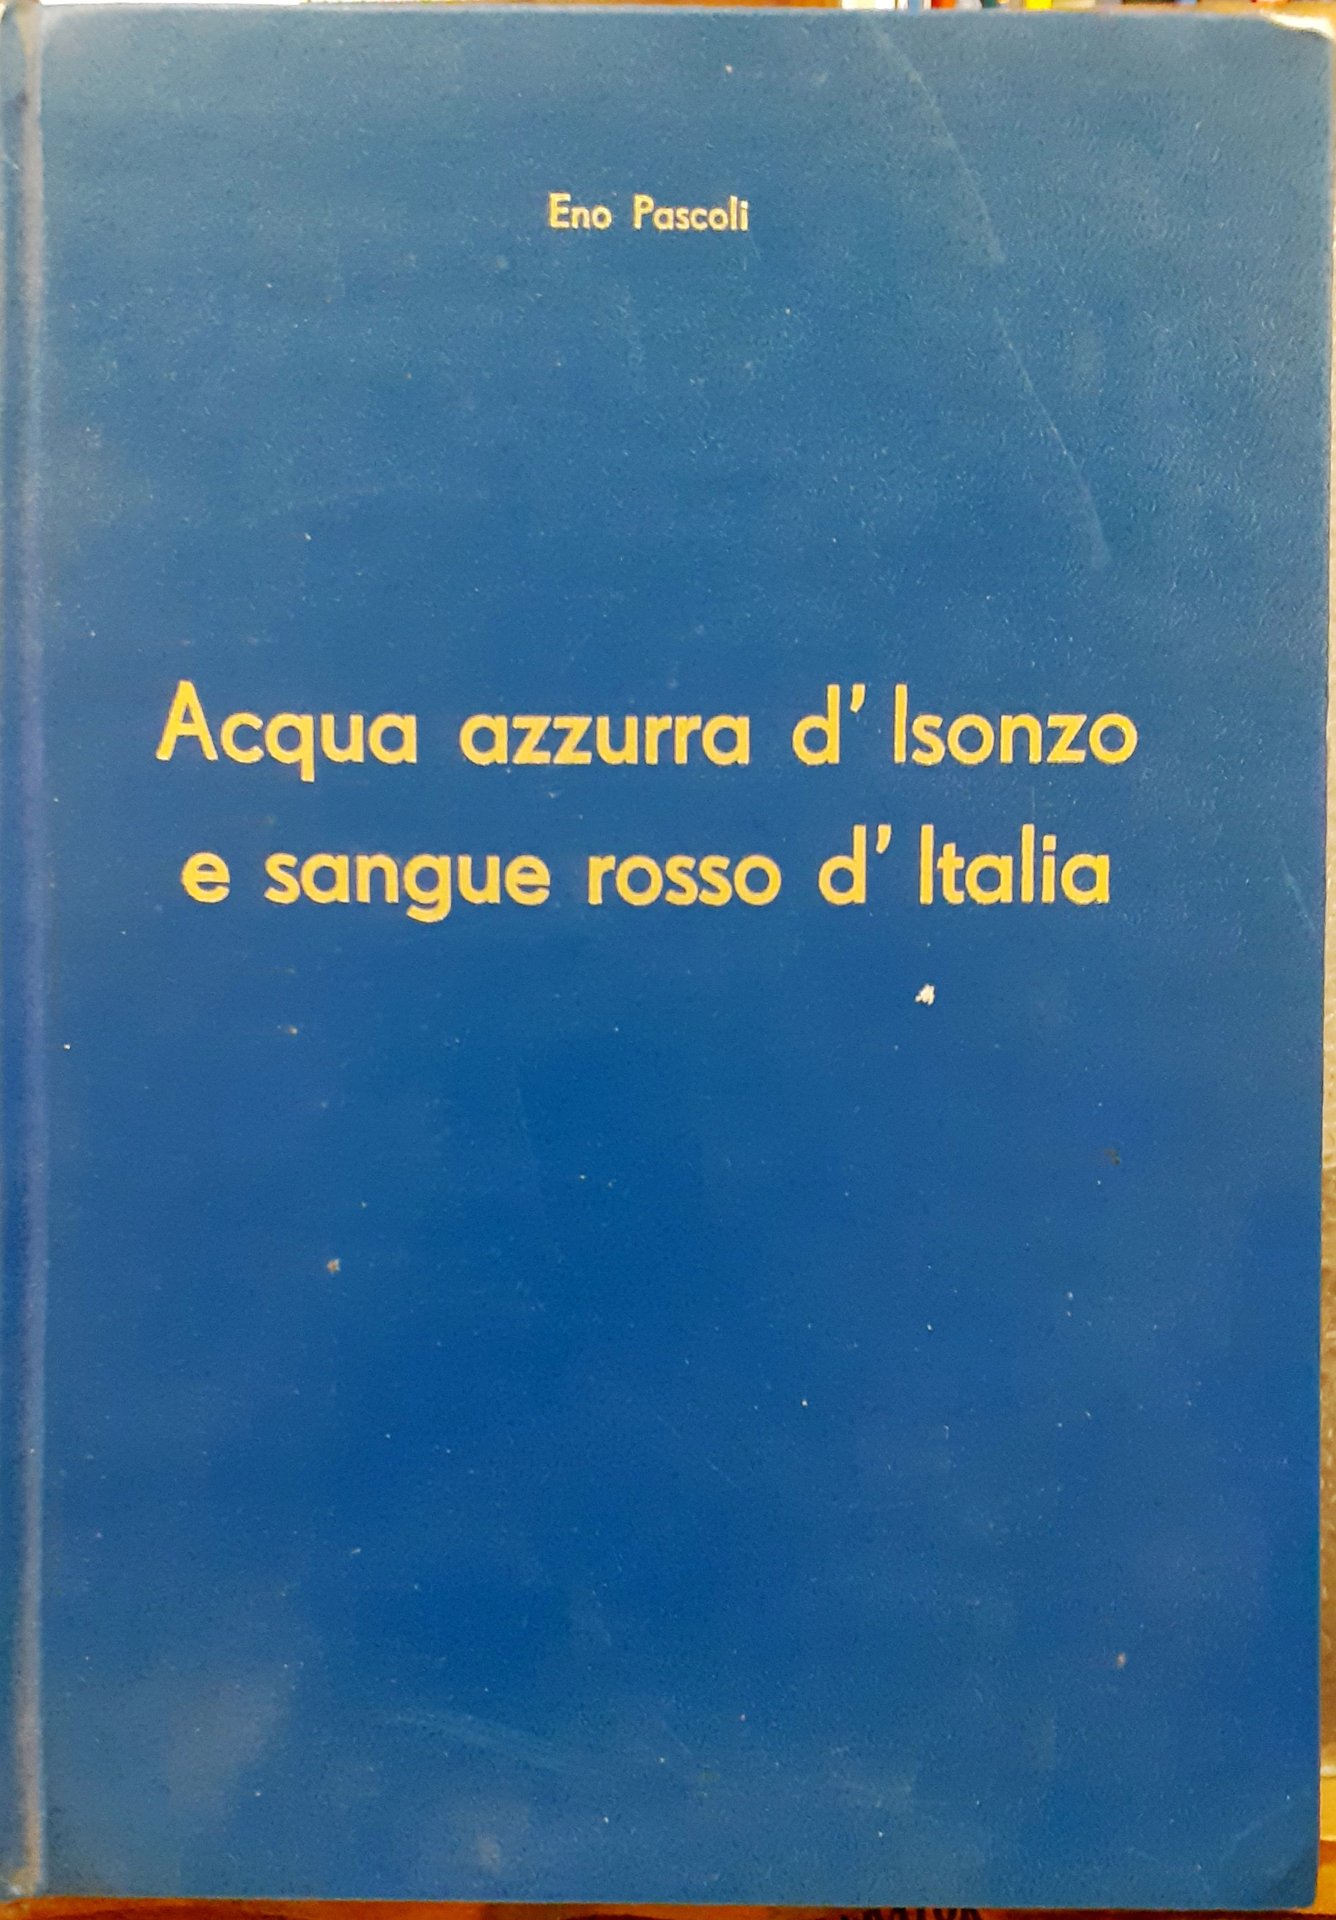 Eno Pascoli
Acqua azzurra d' Isonzo
e sangue rosso d' Italia